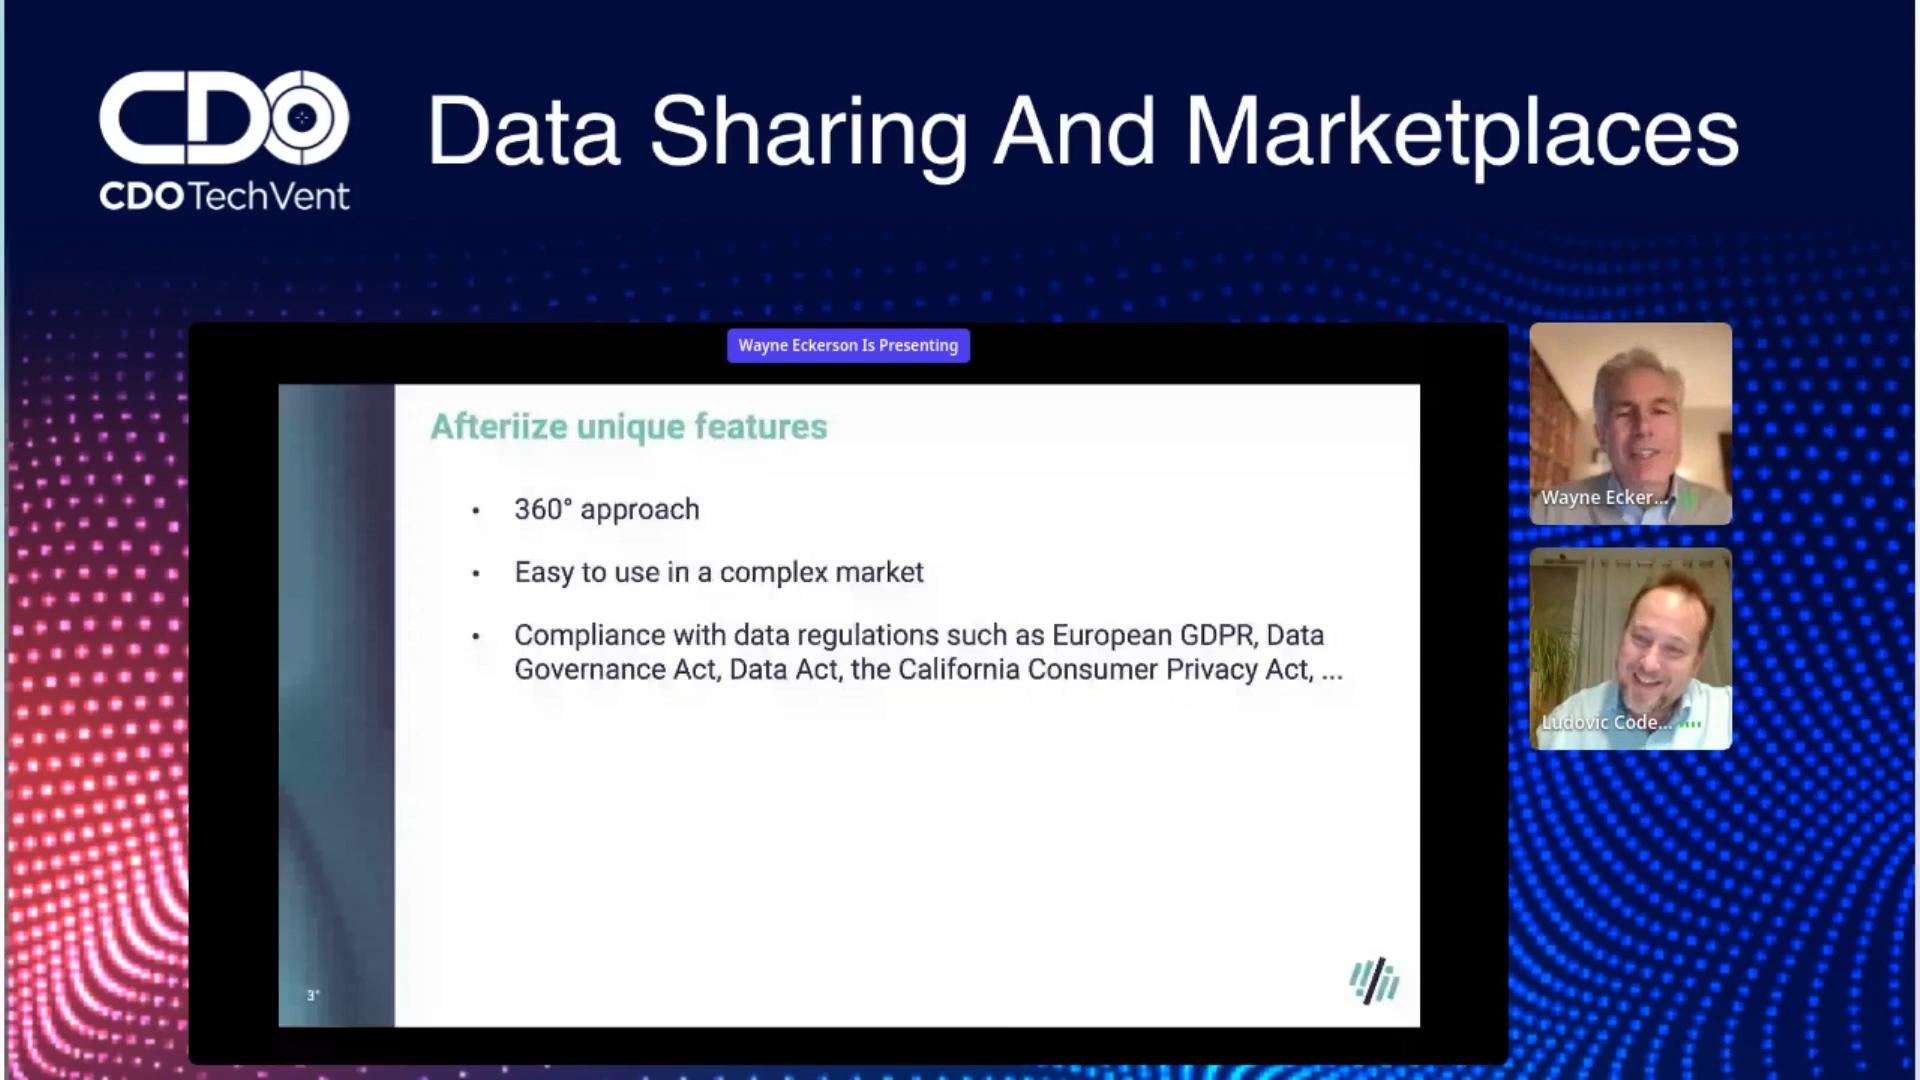 CDO
CDO TechVent
Data Sharing And Marketplaces
Wayne Eckerson Is Presenting
Afteriize unique features
• 360° approach
• Easy to use in a complex market
• Compliance with data regulations such as European GDPR, Data
Governance Act, Data Act, the California Consumer Privacy Act, ...
3
Wayne Ecker...
Ludovic Code...